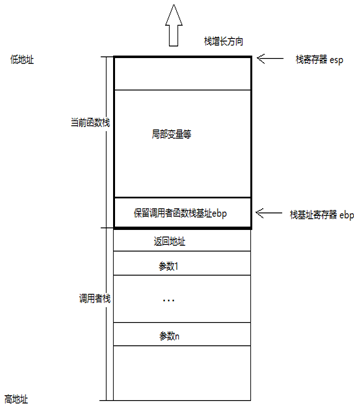 栈增长方向
低地址
栈寄存器 esp
当前函数栈
局部变量等
保留调用者函数栈基址ebp
栈基址寄存器 ebp
返回地址
参数1
调用者栈
...
参数n
高地址